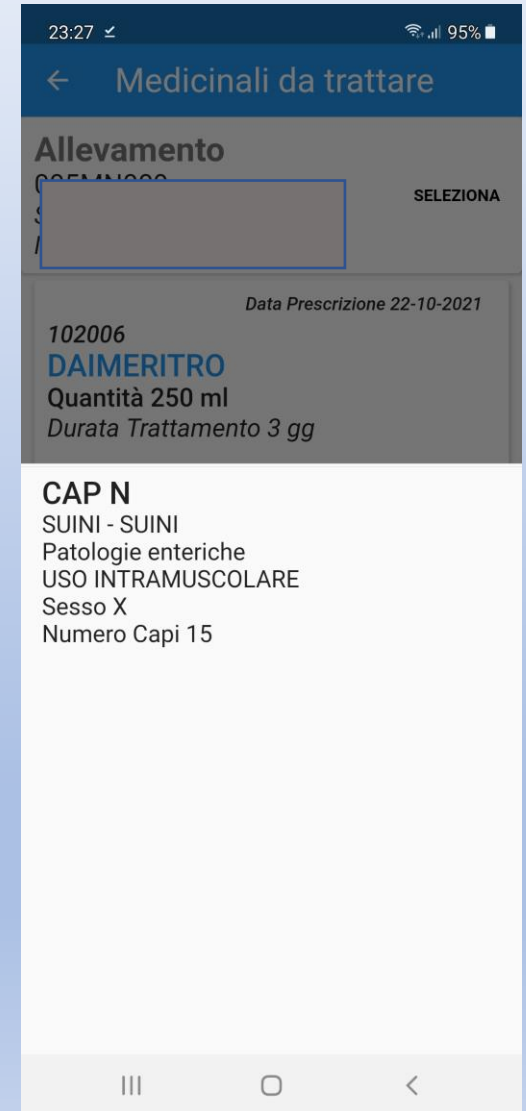 23:27
95%
Medicinali da trattare
Allevamento
SELEZIONA
Data Prescrizione 22-10-2021
102006
DAIMERITRO
Quantità 250 ml
Durata Trattamento 3 gg
CAP N
SUINI - SUINI
Patologie enteriche
USO INTRAMUSCOLARE
Sesso X
Numero Capi 15